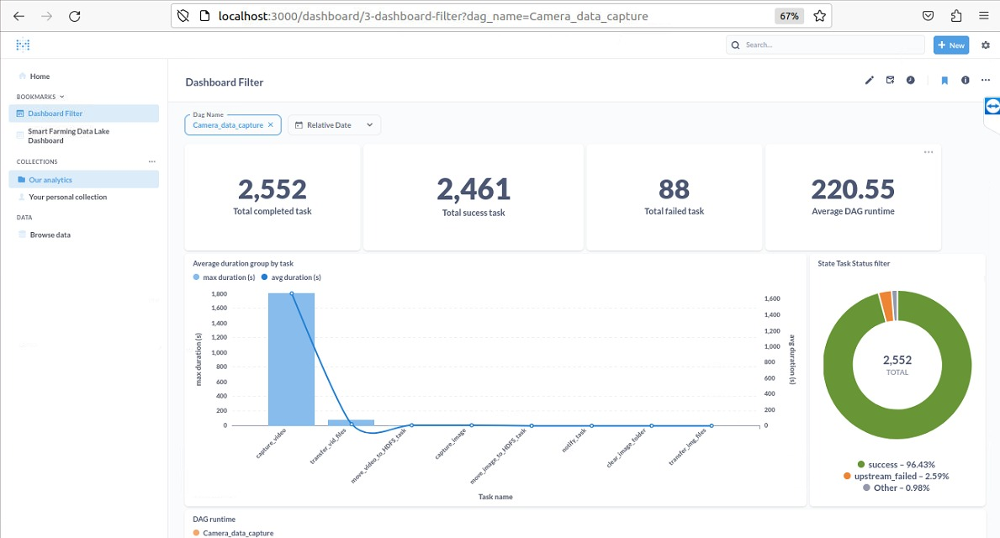 localhost:3000/dashboard/3-dashboard-filter?dag_name=Camera_data_capture
67%
Search...
+ New
Home
BOOKMARKS
Dashboard Filter
Smart Farming Data Lake
Dashboard
COLLECTIONS
Our analytics
Your personal collection
DATA
Browse data
Dashboard Filter
Dag Name
Camera_data_capture
Relative Date
2,552
Total completed task
2,461
Total sucess task
88
Total failed task
220.55
Average DAG runtime
Average duration group by task
max duration (s) avg duration (s)
max duration (s)
1,800
1,600
1,400
1,200
1,000
800
600
400
200
0
1,600
1,400
1,200
1,000
800
600
400
200
0
avg duration (s)
capture_video
transfer_vid_files
move_video_to_HDFS_task
capture_image
move_image_to_HDFS_task
notify_task
clear_image_folder
transfer_img_files
Task name
State Task Status filter
2,552
TOTAL
success – 96.43%
upstream_failed – 2.59%
Other – 0.98%
DAG runtime
Camera_data_capture